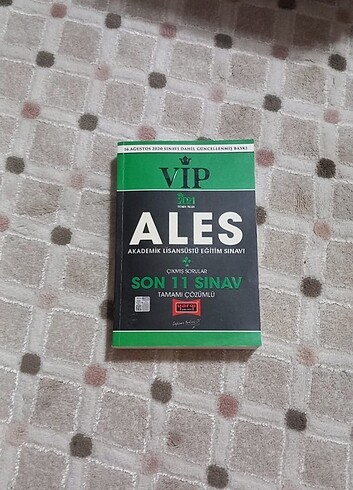 16 AĞUSTOS 2020 SINAVI DAHİL GÜNCELLENMİŞ BASKI
VIP
2021
ALES
AKADEMİK LİSANSÜSTÜ EĞİTİM SINAVI
ÇIKMIŞ SORULAR
SON 11 SINAV
TAMAMI ÇÖZÜMLÜ
yargı